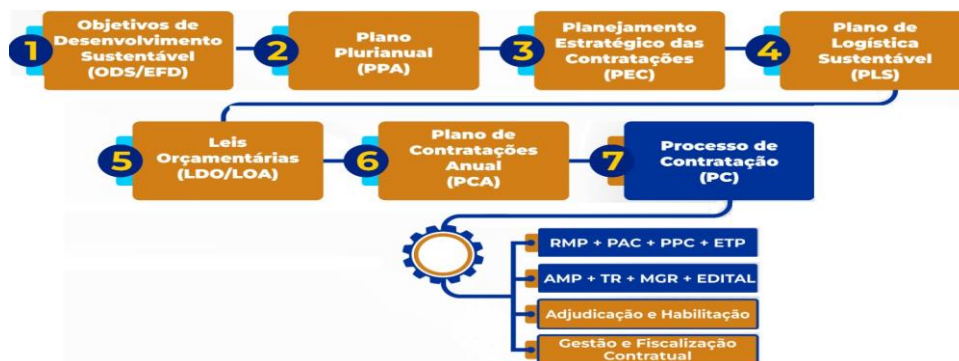 1
Objetivos de
Desenvolvimento
Sustentável
(ODS/EFD)
2
Plano
Plurianual
(PPA)
3
Planejamento
Estratégico das
Contratações
(PEC)
4
Plano de
Logística
Sustentável
(PLS)
5
Leis
Orçamentárias
(LDO/LOA)
6
Plano de
Contratações
Anual
(PCA)
7
Processo de
Contratação
(PC)
RMP + PAC + PPC + ETP
AMP + TR + MGR + EDITAL
Adjudicação e Habilitação
Gestão e Fiscalização
Contratual